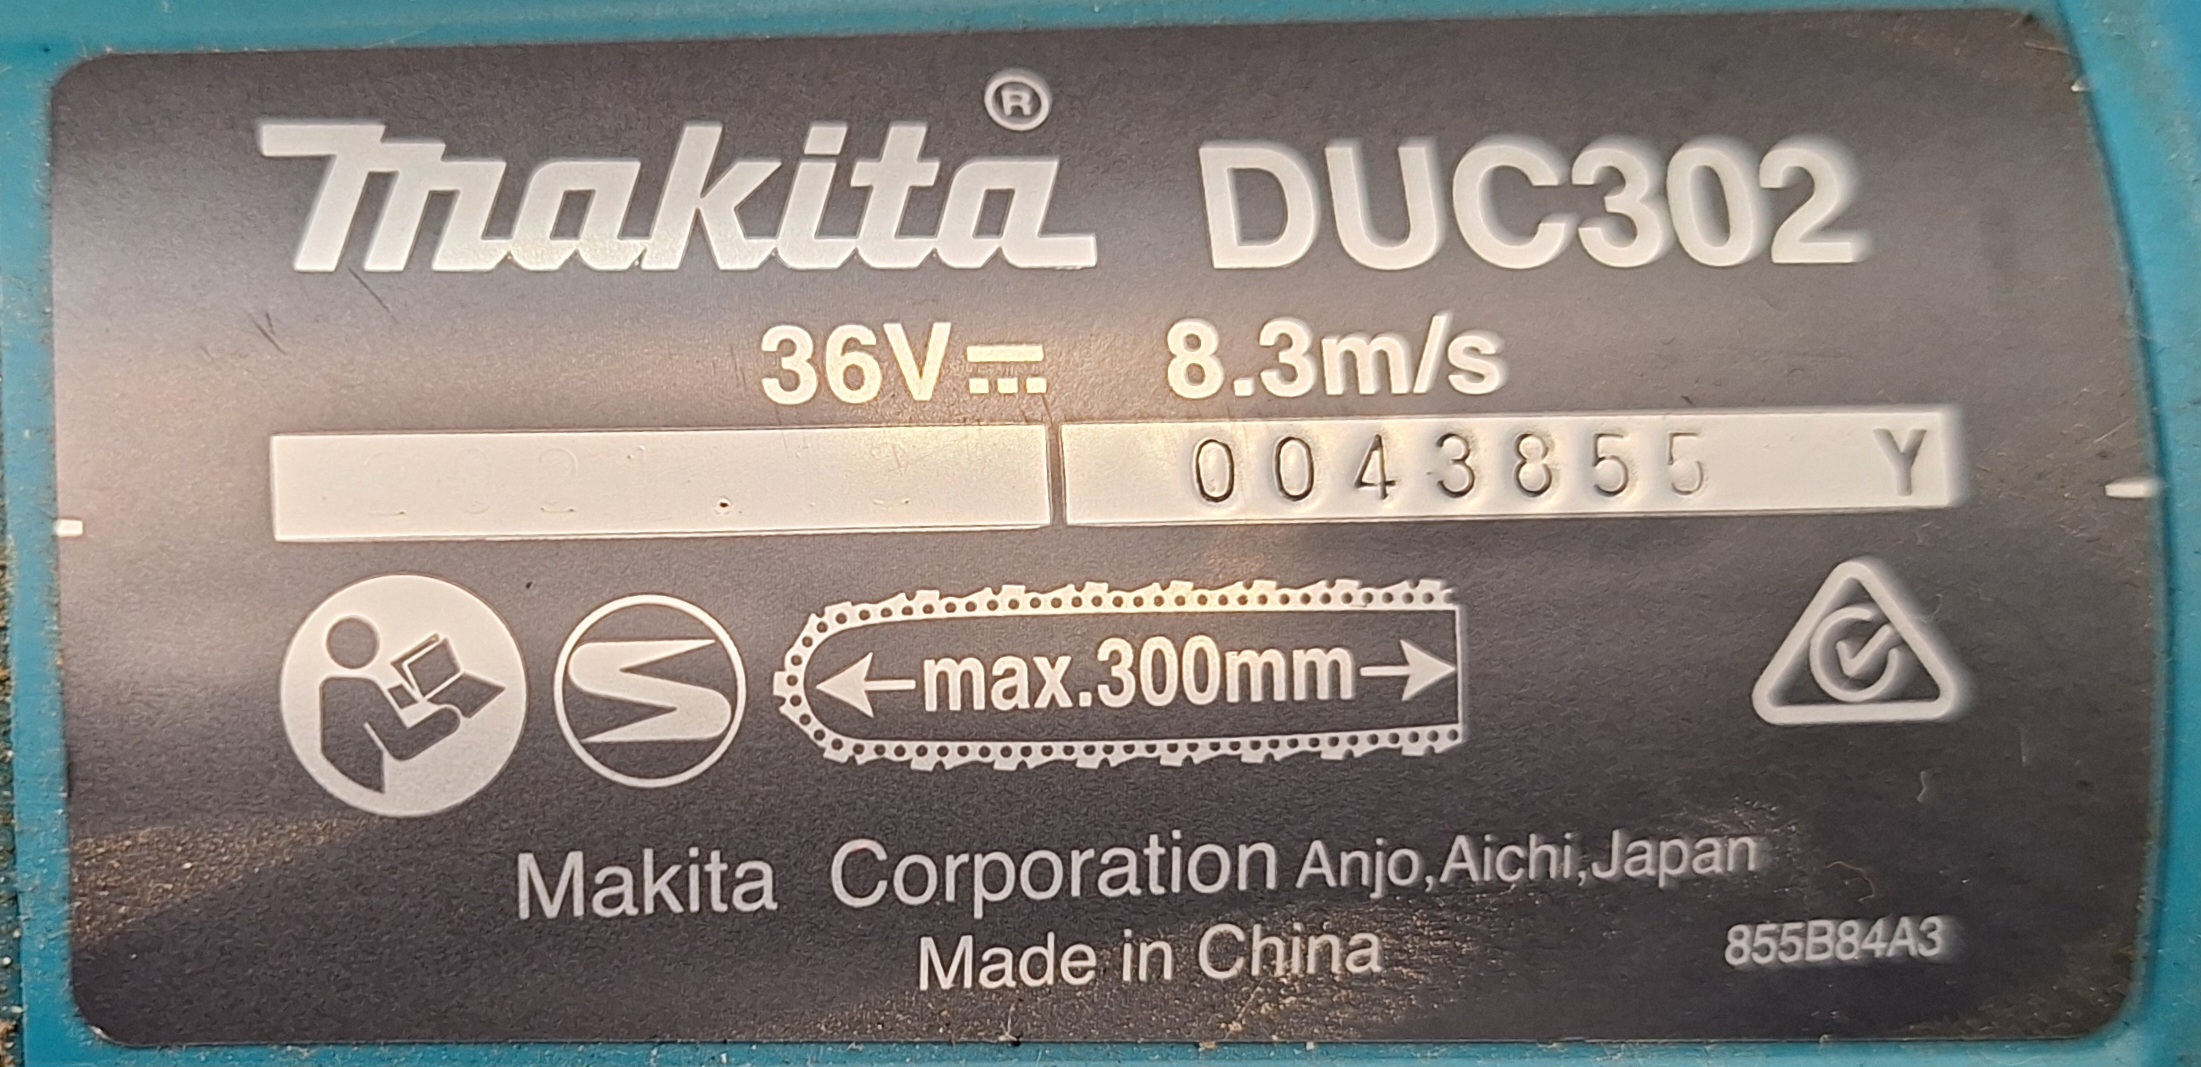 makita® DUC302
36V 8.3m/s
0043855 Y
max.300mm
Makita Corporation Anjo,Aichi,Japan
Made in China
855B84A3